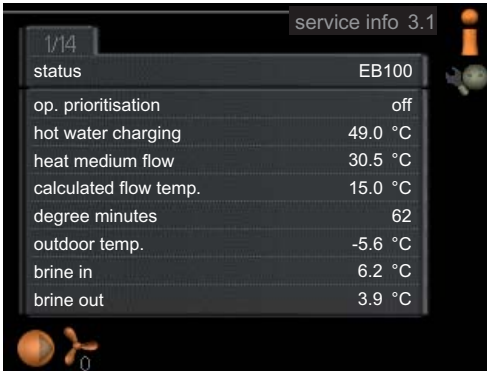 service info 3.1
1/14
status EB100
op. prioritisation off
hot water charging 49.0 °C
heat medium flow 30.5 °C
calculated flow temp. 15.0 °C
degree minutes 62
outdoor temp. -5.6 °C
brine in 6.2 °C
brine out 3.9 °C
0